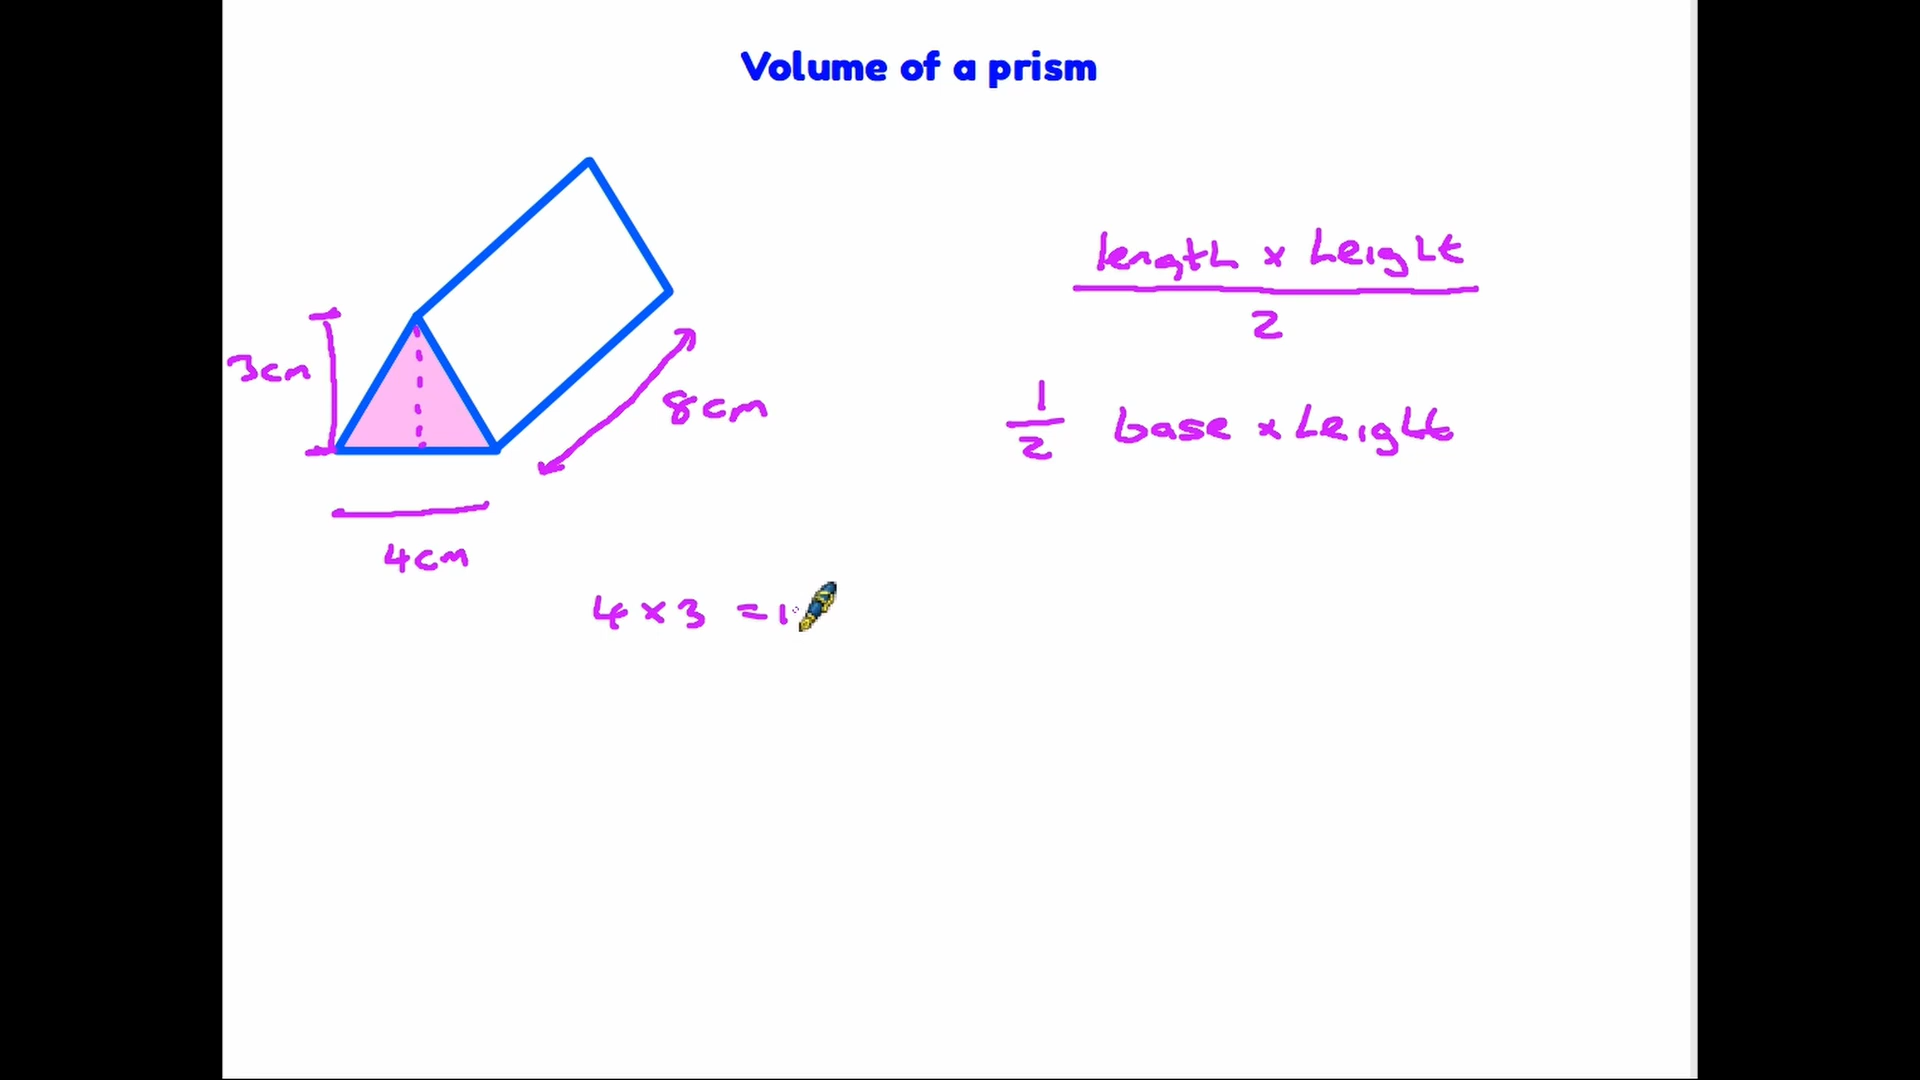 Volume of a prism
length x height
2
3cm
8cm
1
2
base x height
4cm
4 x 3 = 1